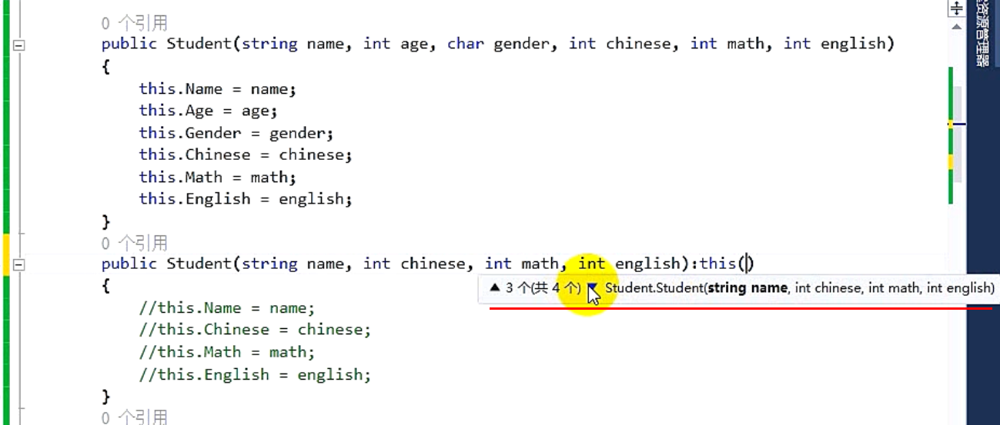 0 个引用
public Student(string name, int age, char gender, int chinese, int math, int english)
{
this.Name = name;
this.Age = age;
this.Gender = gender;
this.Chinese = chinese;
this.Math = math;
this.English = english;
}
0 个引用
public Student(string name, int chinese, int math, int english):this()
▲ 3 个(共 4 个) ▼ Student.Student(string name, int chinese, int math, int english)
{
//this.Name = name;
//this.Chinese = chinese;
//this.Math = math;
//this.English = english;
}
0 个引用
资源管理器